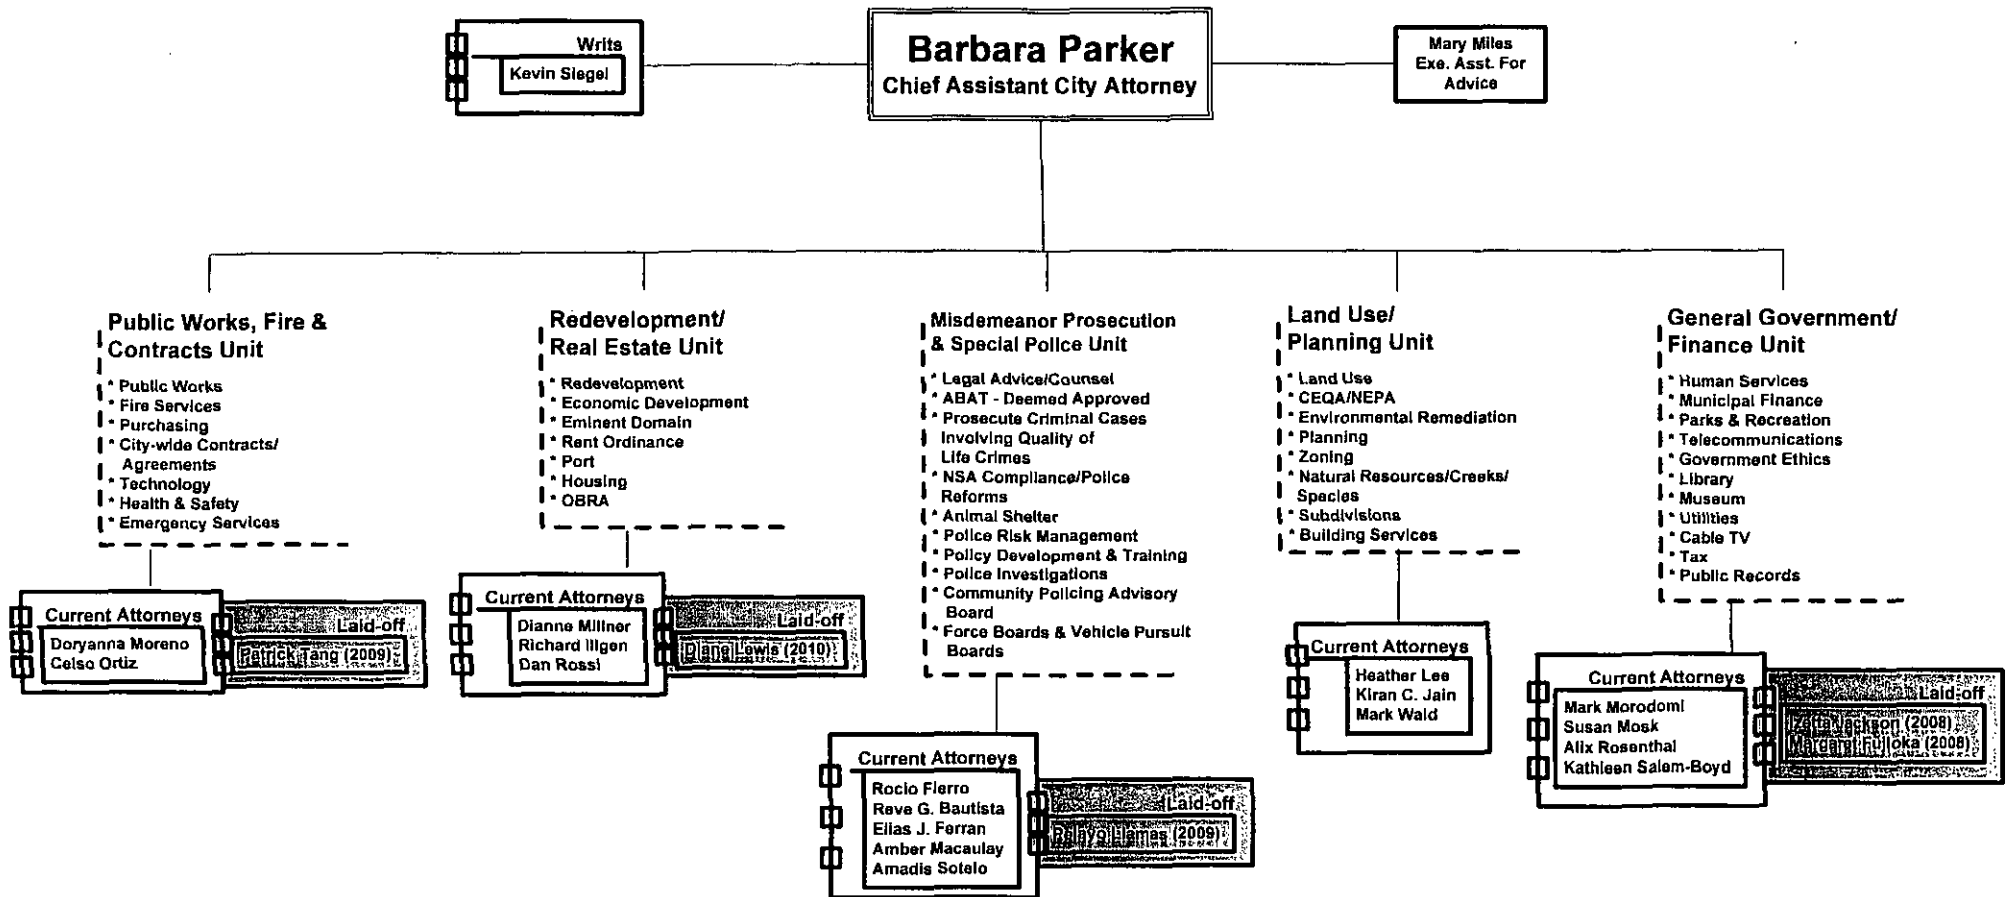 Writs
Kevin Siegel
Barbara Parker
Chief Assistant City Attorney
Mary Miles
Exe. Asst. For
Advice
Public Works, Fire &
Contracts Unit
* Public Works
* Fire Services
* Purchasing
* City-wide Contracts/
Agreements
* Technology
* Health & Safety
* Emergency Services
Current Attorneys
Doryanna Moreno
Celso Ortiz
Laid-off
Patrick Tang (2009)
Redevelopment/
Real Estate Unit
* Redevelopment
* Economic Development
* Eminent Domain
* Rent Ordinance
* Port
* Housing
* OBRA
Current Attorneys
Dianne Millner
Richard Illgen
Dan Rossi
Laid-off
Diane Lewis (2010)
Misdemeanor Prosecution
& Special Police Unit
* Legal Advice/Counsel
* ABAT - Deemed Approved
* Prosecute Criminal Cases
Involving Quality of
Life Crimes
* NSA Compliance/Police
Reforms
* Animal Shelter
* Police Risk Management
* Policy Development & Training
* Police Investigations
* Community Policing Advisory
Board
* Force Boards & Vehicle Pursuit
Boards
Current Attorneys
Rocio Fierro
Reve G. Bautista
Elias J. Ferran
Amber Macaulay
Amadis Sotelo
Laid-off
Pelayo Llamas (2009)
Land Use/
Planning Unit
* Land Use
* CEQA/NEPA
* Environmental Remediation
* Planning
* Zoning
* Natural Resources/Creeks/
Species
* Subdivisions
* Building Services
Current Attorneys
Heather Lee
Kiran C. Jain
Mark Wald
General Government/
Finance Unit
* Human Services
* Municipal Finance
* Parks & Recreation
* Telecommunications
* Government Ethics
* Library
* Museum
* Utilities
* Cable TV
* Tax
* Public Records
Current Attorneys
Mark Morodomi
Susan Mosk
Alix Rosenthal
Kathleen Salem-Boyd
Laid-off
Izetta Jackson (2008)
Margaret Fujioka (2008)